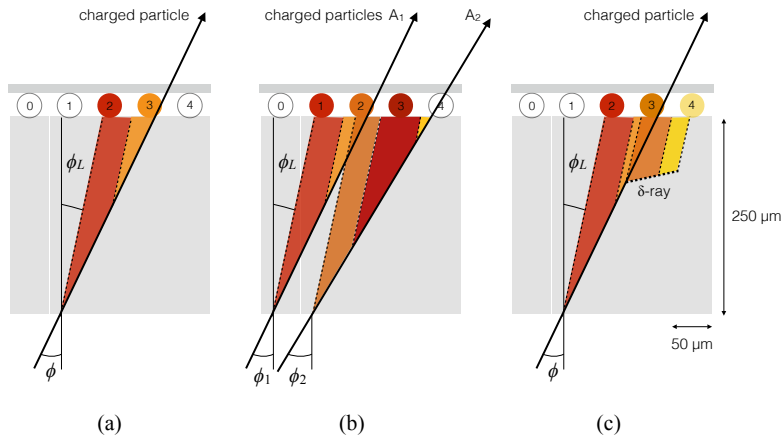 charged particle
0 1 2 3 4
ϕL
ϕ
(a)
charged particles A1 A2
0 1 2 3 4
ϕL
ϕ1 ϕ2
(b)
charged particle
0 1 2 3 4
ϕL
δ-ray
250 μm
50 μm
ϕ
(c)